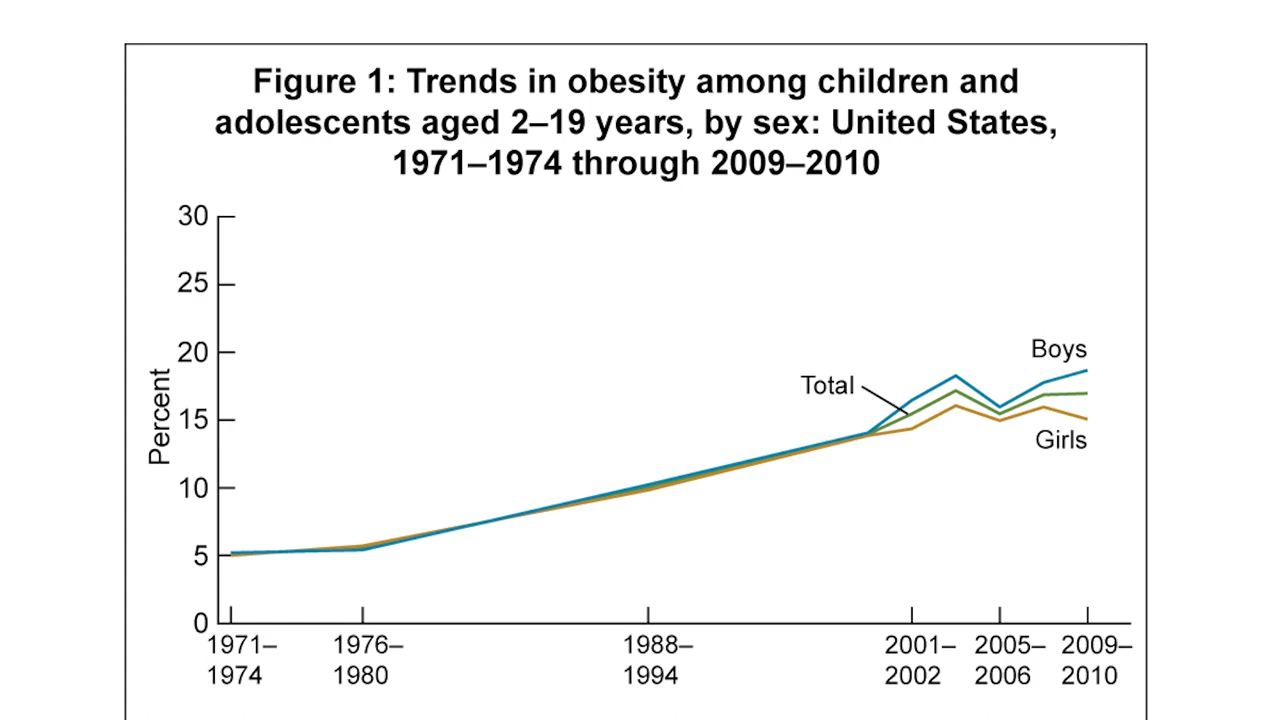 Figure 1: Trends in obesity among children and
adolescents aged 2–19 years, by sex: United States,
1971–1974 through 2009–2010
30
25
20
15
10
5
0
Percent
Boys
Total
Girls
1971–
1974
1976–
1980
1988–
1994
2001–
2002
2005–
2006
2009–
2010